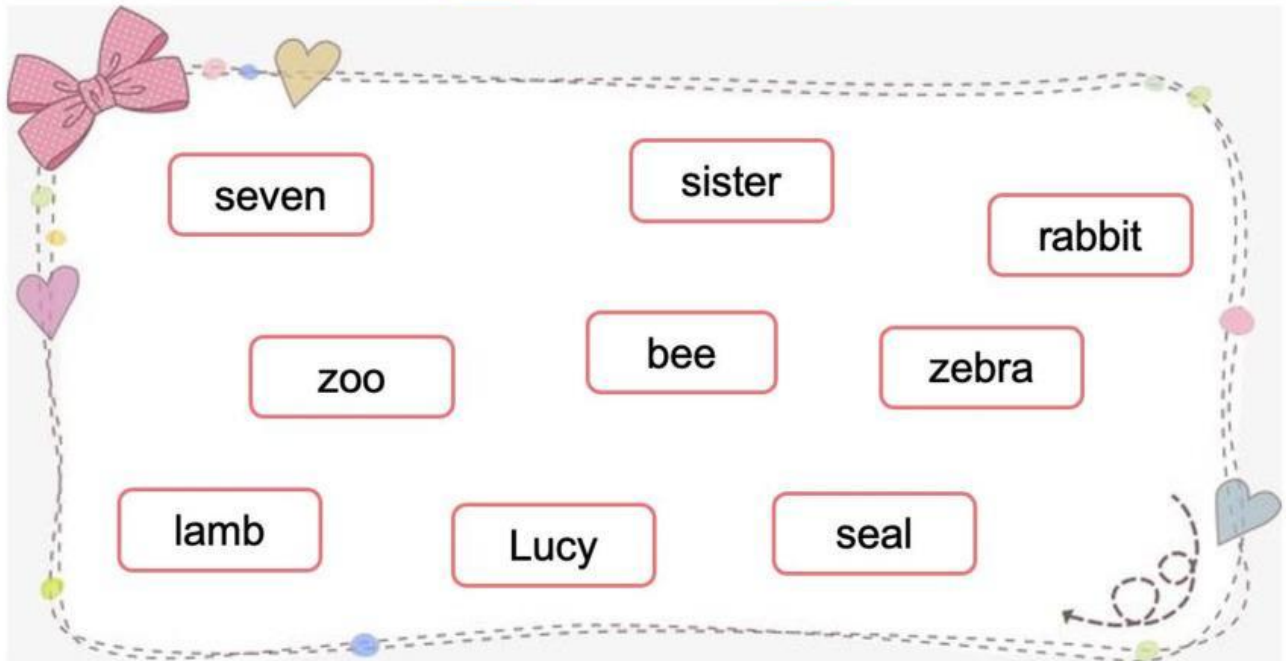 seven
sister
rabbit
zoo
bee
zebra
lamb
Lucy
seal